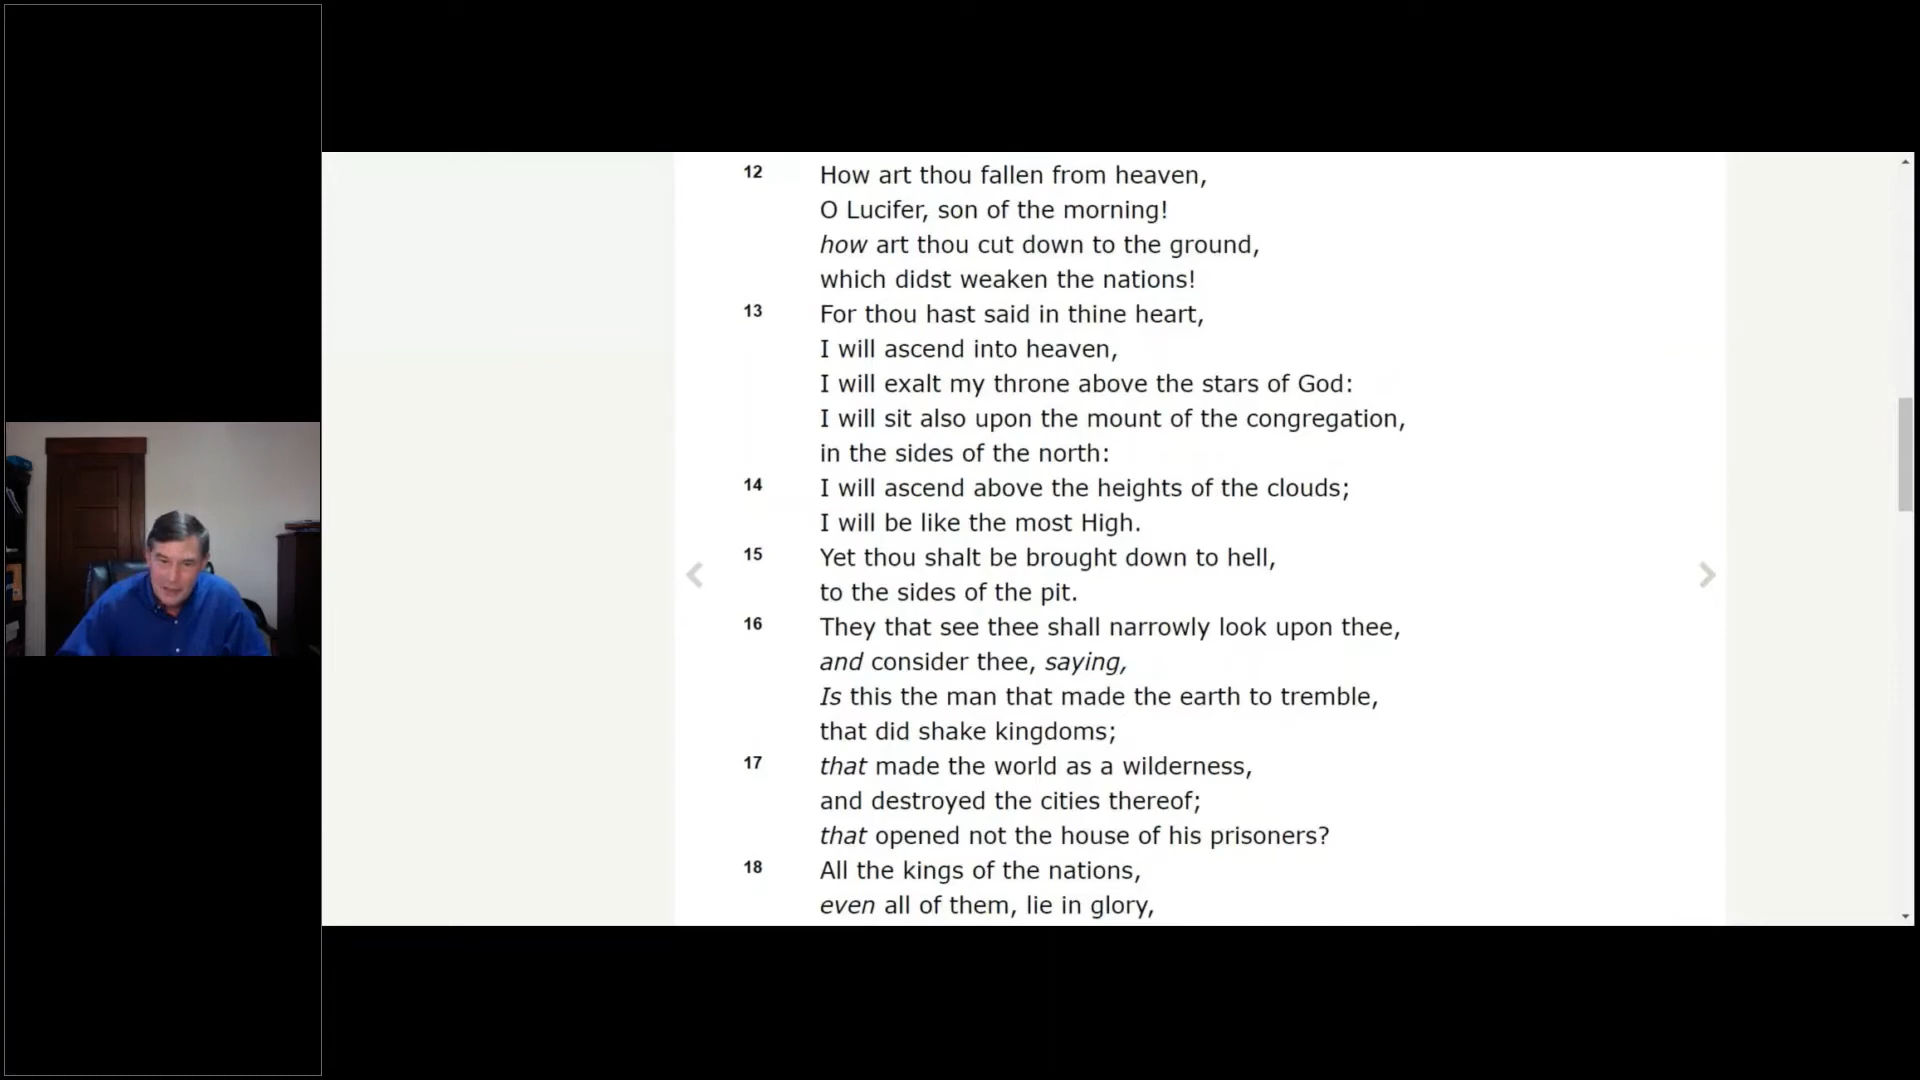 12 How art thou fallen from heaven,
O Lucifer, son of the morning!
how art thou cut down to the ground,
which didst weaken the nations!
13 For thou hast said in thine heart,
I will ascend into heaven,
I will exalt my throne above the stars of God:
I will sit also upon the mount of the congregation,
in the sides of the north:
14 I will ascend above the heights of the clouds;
I will be like the most High.
15 Yet thou shalt be brought down to hell,
to the sides of the pit.
16 They that see thee shall narrowly look upon thee,
and consider thee, saying,
Is this the man that made the earth to tremble,
that did shake kingdoms;
17 that made the world as a wilderness,
and destroyed the cities thereof;
that opened not the house of his prisoners?
18 All the kings of the nations,
even all of them, lie in glory,